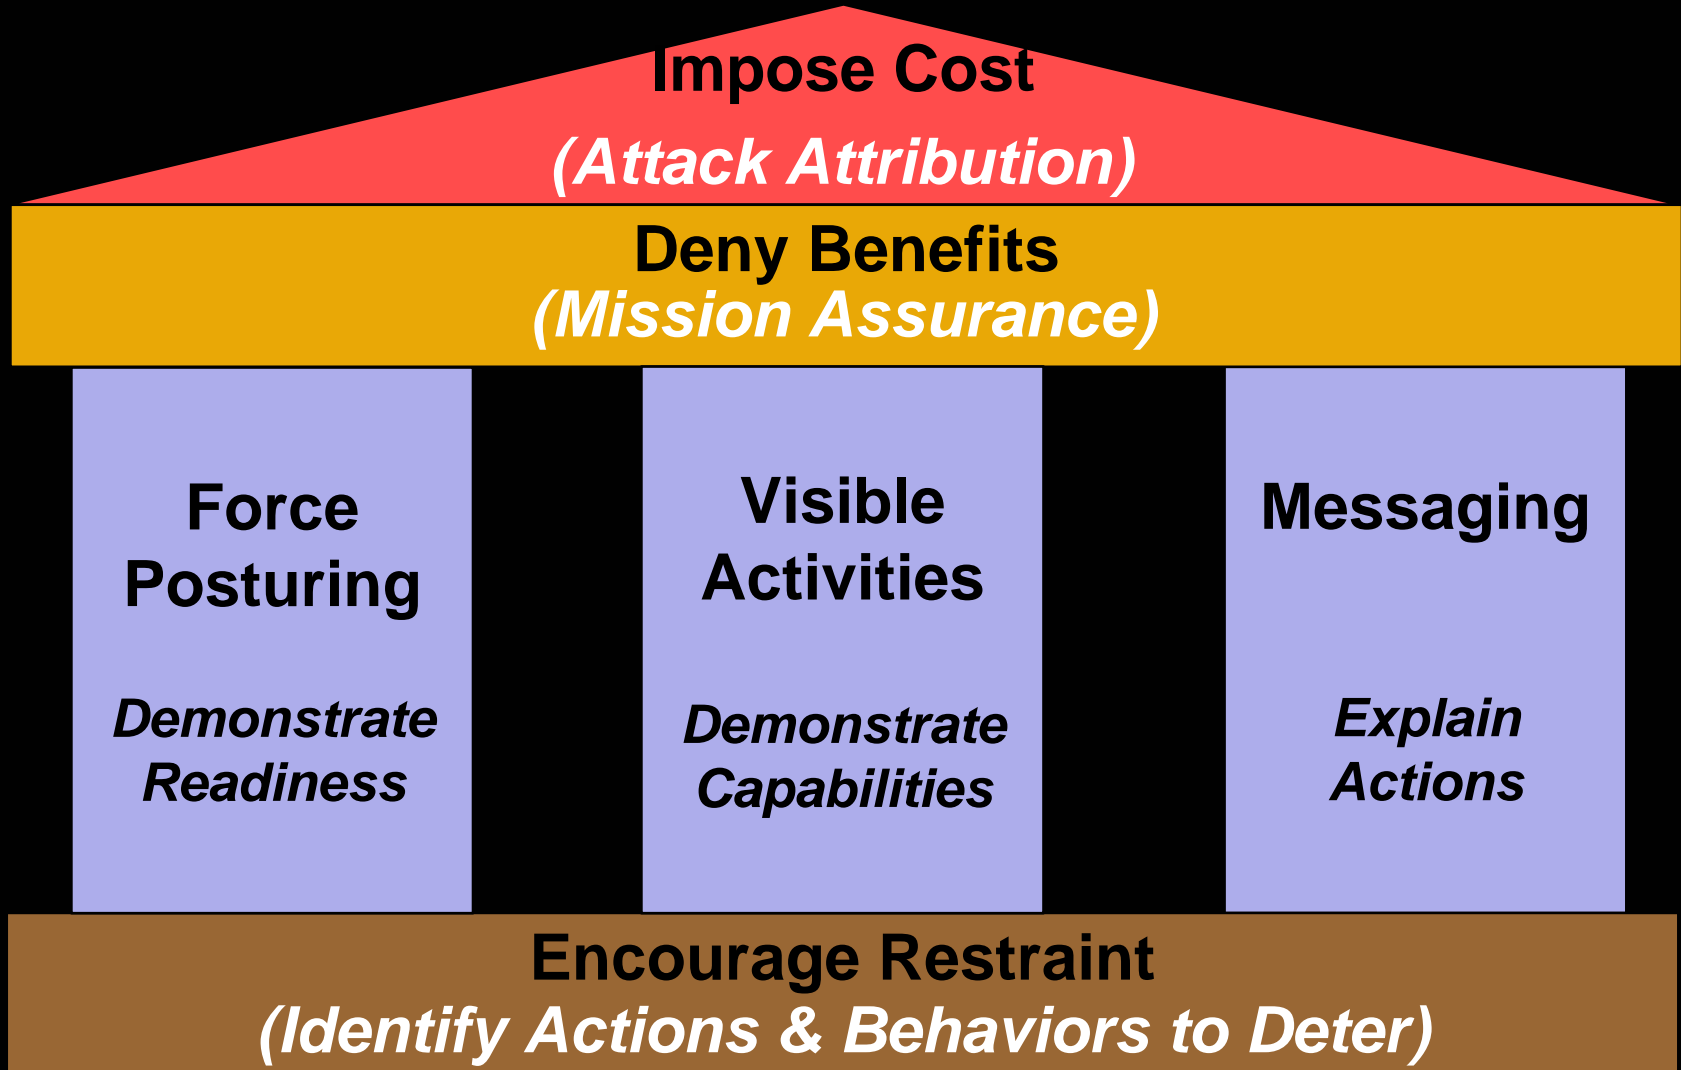 Impose Cost
(Attack Attribution)
Deny Benefits
(Mission Assurance)
Force
Posturing
Demonstrate
Readiness
Visible
Activities
Demonstrate
Capabilities
Messaging
Explain
Actions
Encourage Restraint
(Identify Actions & Behaviors to Deter)